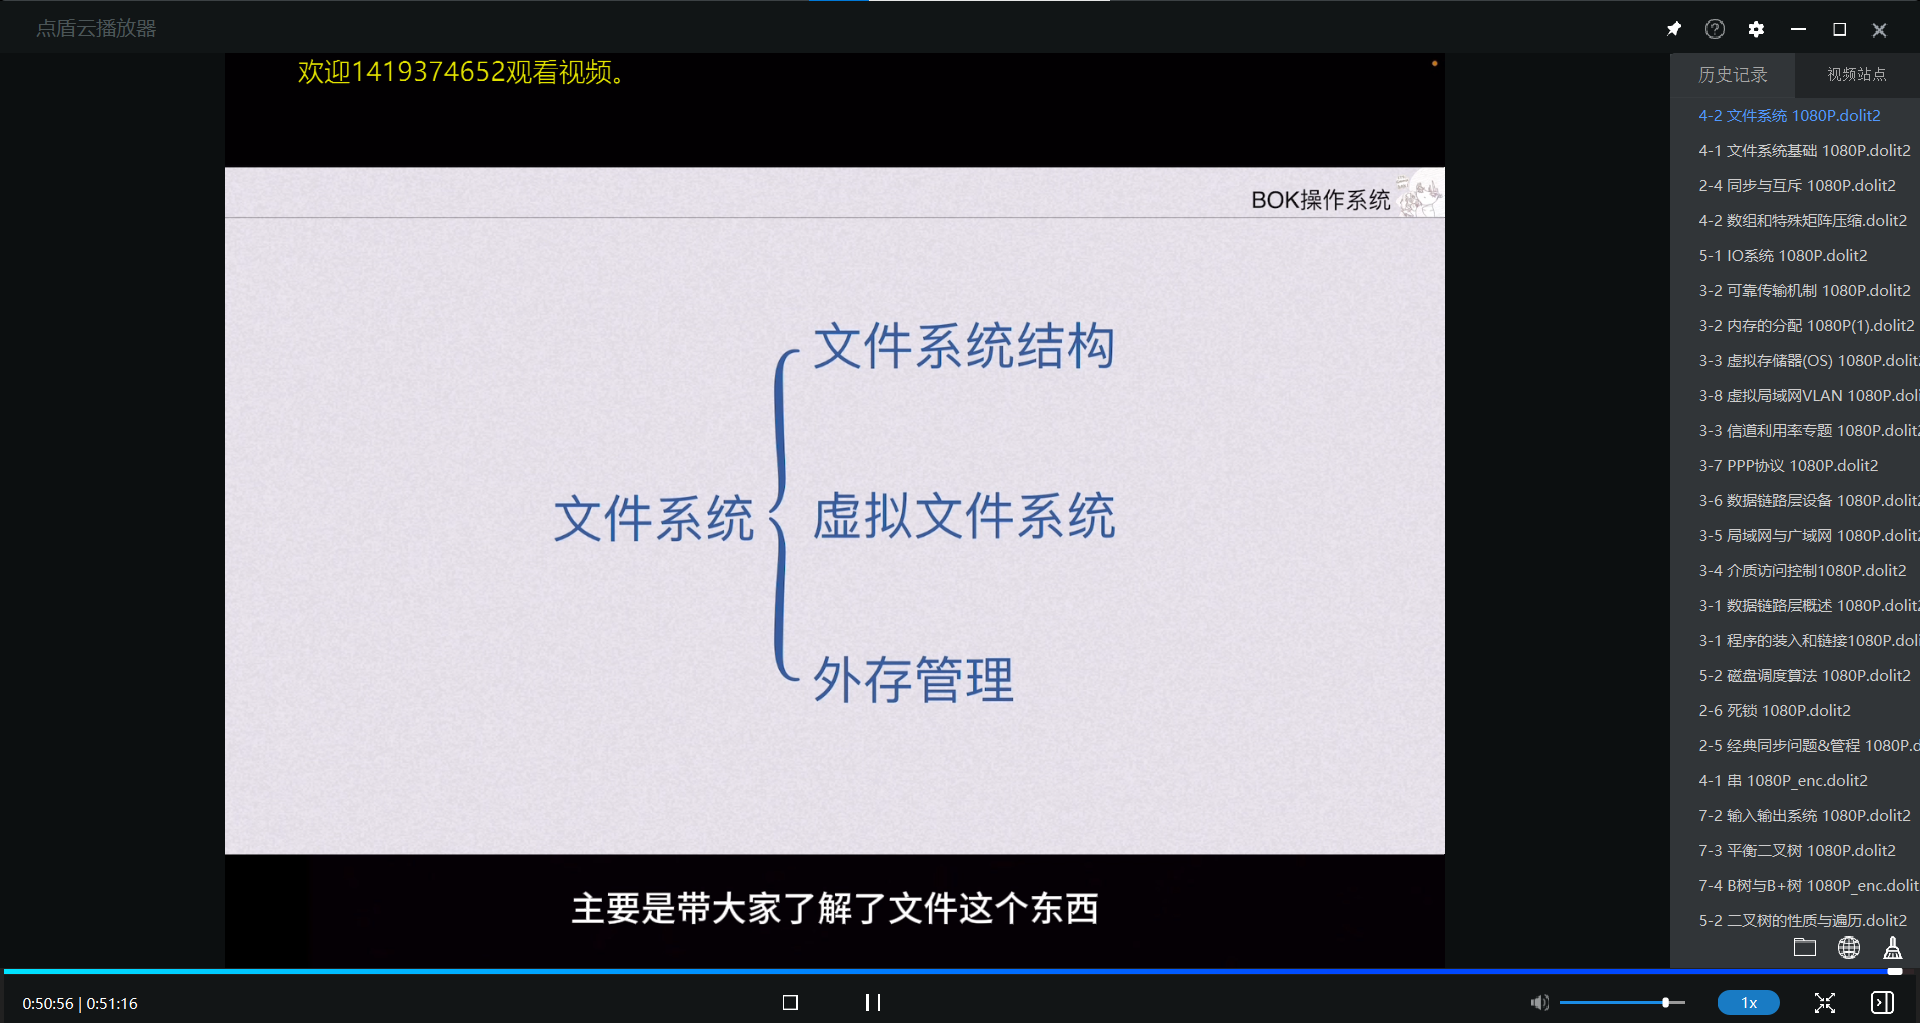 点盾云播放器
欢迎1419374652观看视频。
BOK操作系统
文件系统结构
文件系统
虚拟文件系统
外存管理
主要是带大家了解了文件这个东西
历史记录
视频站点
4-2 文件系统 1080P.dolit2
4-1 文件系统基础 1080P.dolit2
2-4 同步与互斥 1080P.dolit2
4-2 数组和特殊矩阵压缩.dolit2
5-1 IO系统 1080P.dolit2
3-2 可靠传输机制 1080P.dolit2
3-2 内存的分配 1080P(1).dolit2
3-3 虚拟存储器(OS) 1080P.dolit2
3-8 虚拟局域网VLAN 1080P.doli
3-3 信道利用率专题 1080P.dolit2
3-7 PPP协议 1080P.dolit2
3-6 数据链路层设备 1080P.dolit2
3-5 局域网与广域网 1080P.dolit2
3-4 介质访问控制1080P.dolit2
3-1 数据链路层概述 1080P.dolit2
3-1 程序的装入和链接1080P.doli
5-2 磁盘调度算法 1080P.dolit2
2-6 死锁 1080P.dolit2
2-5 经典同步问题&管程 1080P.d
4-1 串 1080P_enc.dolit2
7-2 输入输出系统 1080P.dolit2
7-3 平衡二叉树 1080P.dolit2
7-4 B树与B+树 1080P_enc.dolit
5-2 二叉树的性质与遍历.dolit2
0:50:56 | 0:51:16
1x